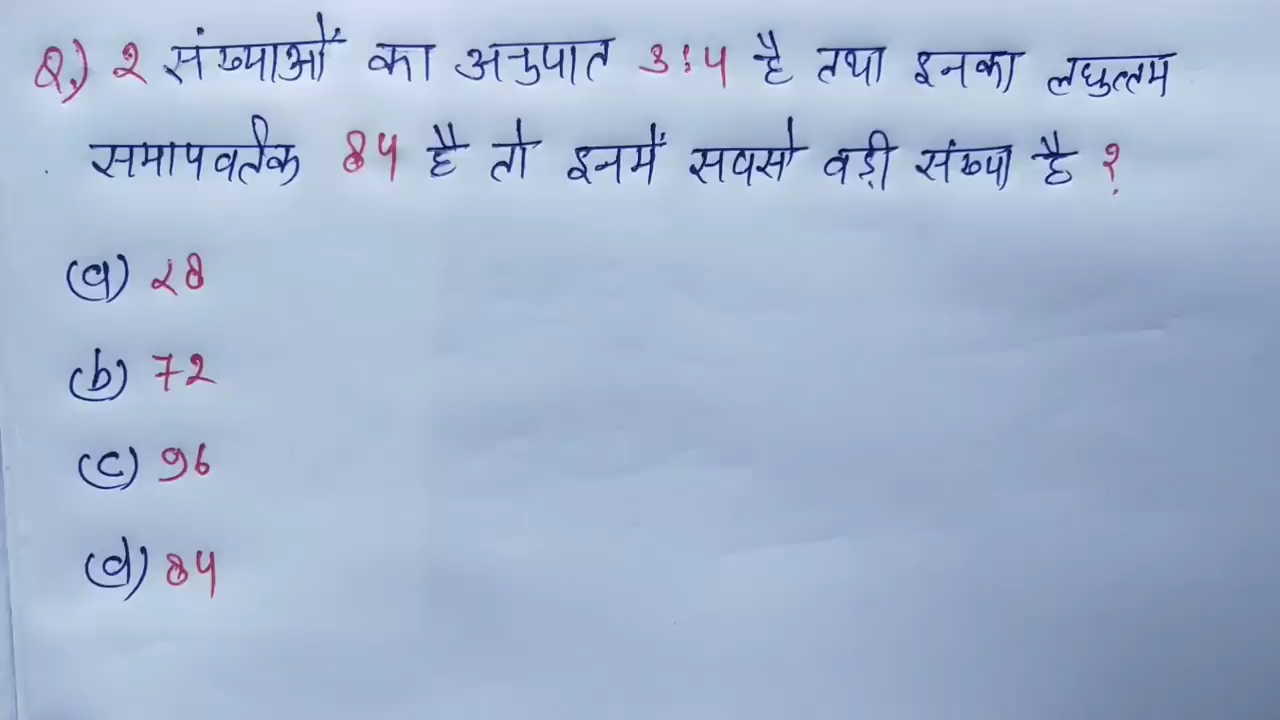 Q.) 2 संख्याओं का अनुपात 3:4 है तथा इनका लघुत्तम
समापवर्तक 84 है तो इनमें सबसे बड़ी संख्या है ?
(a) 28
(b) 72
(c) 96
(d) 84